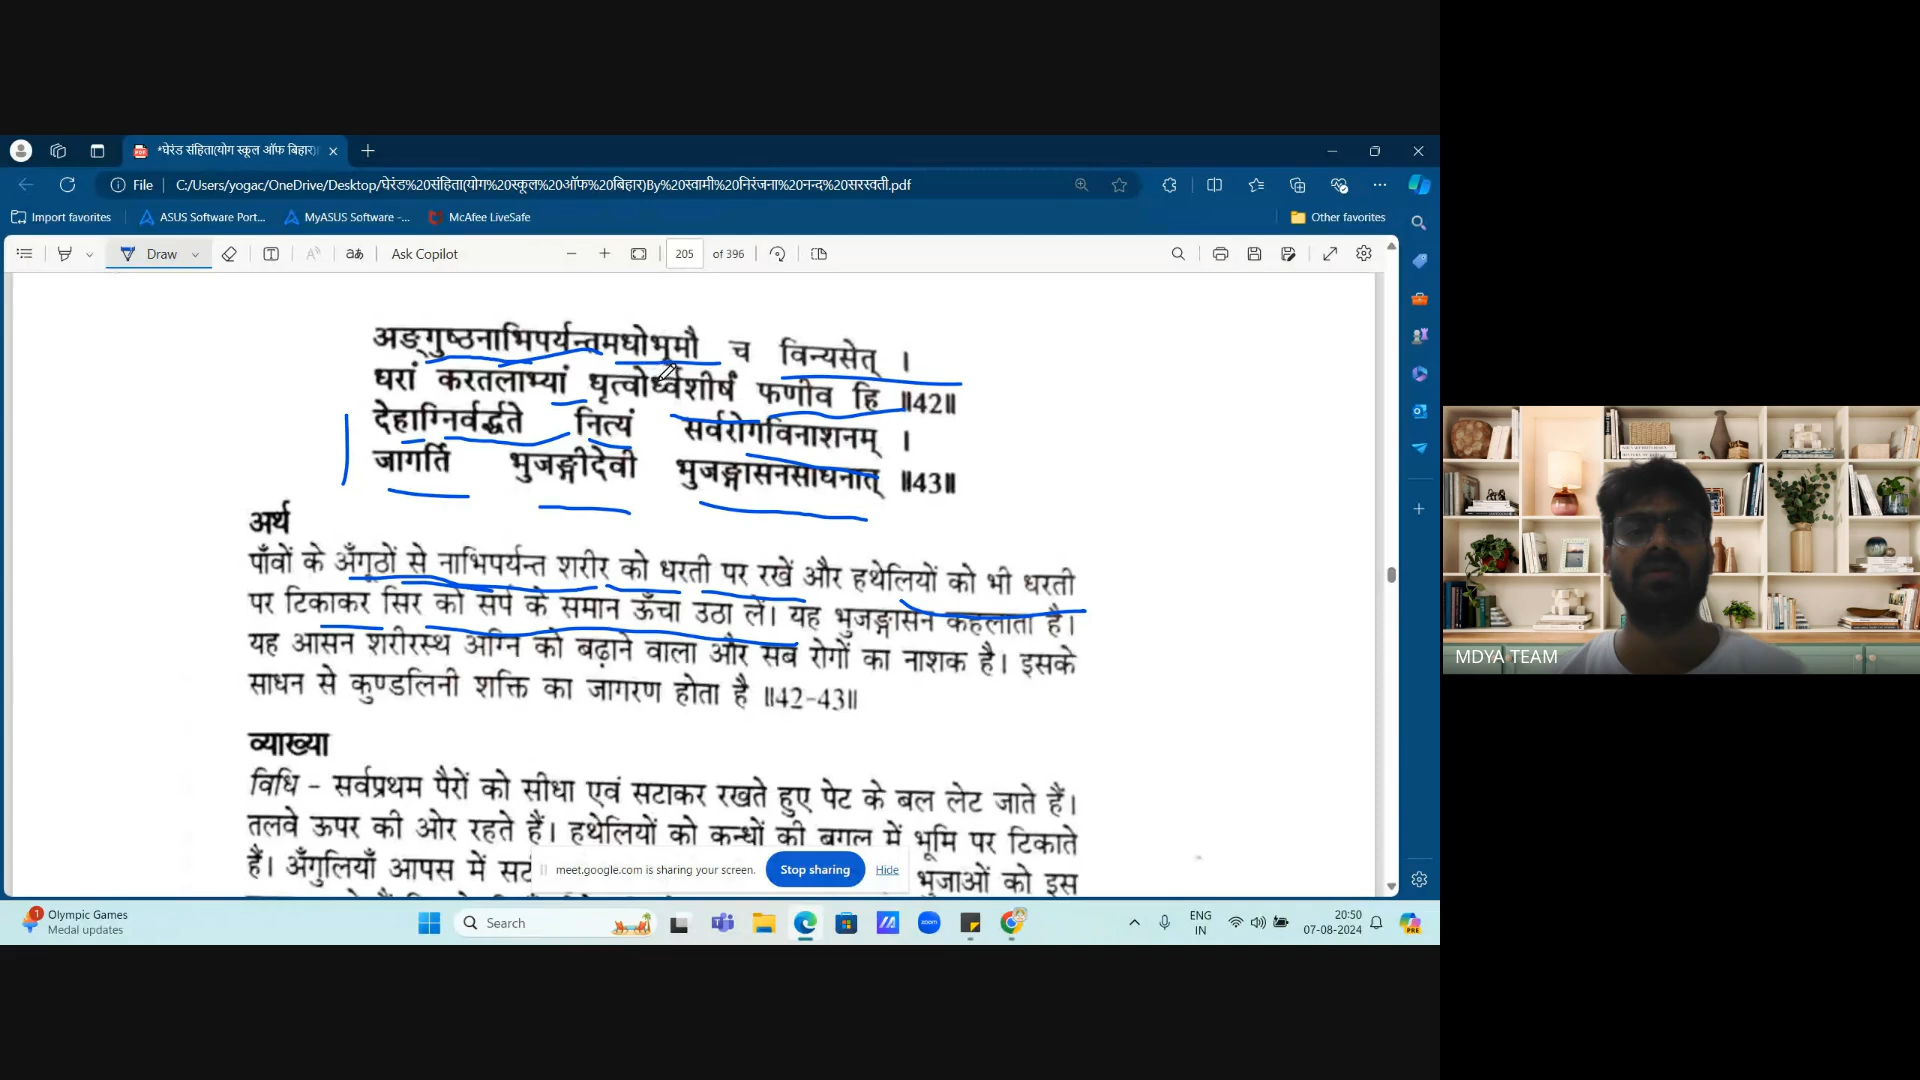 *घेरंड संहिता(योग स्कूल ऑफ बिहार)
File
C:/Users/yogac/OneDrive/Desktop/घेरंड%20संहिता(योग%20स्कूल%20ऑफ%20बिहार)By%20स्वामी%20निरंजना%20नन्द%20सरस्वती.pdf
Import favorites
ASUS Software Port...
MyASUS Software -...
McAfee LiveSafe
Other favorites
Draw
Ask Copilot
205 of 396
अङ्गुष्ठनाभिपर्यन्तमधोभूमौ च विन्यसेत् ।
धरां करतलाभ्यां धृत्वोर्ध्वशीर्षं फणीव हि ॥42॥
देहाग्निर्वर्द्धते नित्यं सर्वरोगविनाशनम् ।
जागर्ति भुजङ्गीदेवी भुजङ्गासनसाधनात् ॥43॥
अर्थ
पाँवों के अँगूठों से नाभिपर्यन्त शरीर को धरती पर रखें और हथेलियों को भी धरती
पर टिकाकर सिर को सर्प के समान ऊँचा उठा लें। यह भुजङ्गासन कहलाता है।
यह आसन शरीरस्थ अग्नि को बढ़ाने वाला और सब रोगों का नाशक है। इसके
साधन से कुण्डलिनी शक्ति का जागरण होता है ॥42-43॥
व्याख्या
विधि – सर्वप्रथम पैरों को सीधा एवं सटाकर रखते हुए पेट के बल लेट जाते हैं।
तलवे ऊपर की ओर रहते हैं। हथेलियों को कन्धों की बगल में भूमि पर टिकाते
हैं। अँगुलियाँ आपस में भुजाओं को इस
meet.google.com is sharing your screen.
Stop sharing
Hide
MDYA TEAM
1
Olympic Games
Medal updates
Search
zoom
PRE
ENG
IN
20:50
07-08-2024